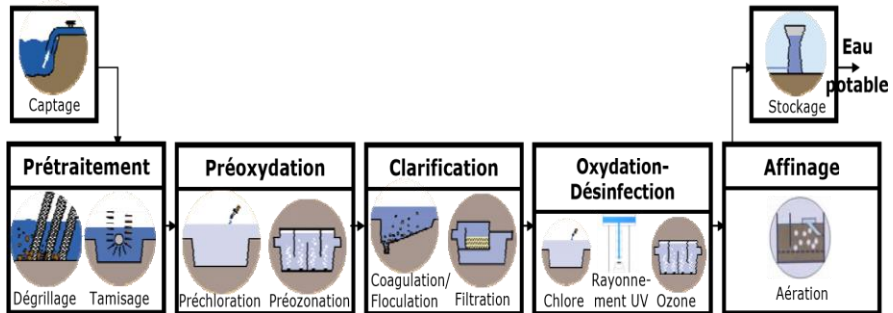 Captage
Stockage
Eau
potable
Prétraitement
Dégrillage
Tamisage
Préoxydation
Préchloration
Préozonation
Clarification
Coagulation/
Floculation
Filtration
Oxydation-
Désinfection
Chlore
Rayonne-
ment UV
Ozone
Affinage
Aération